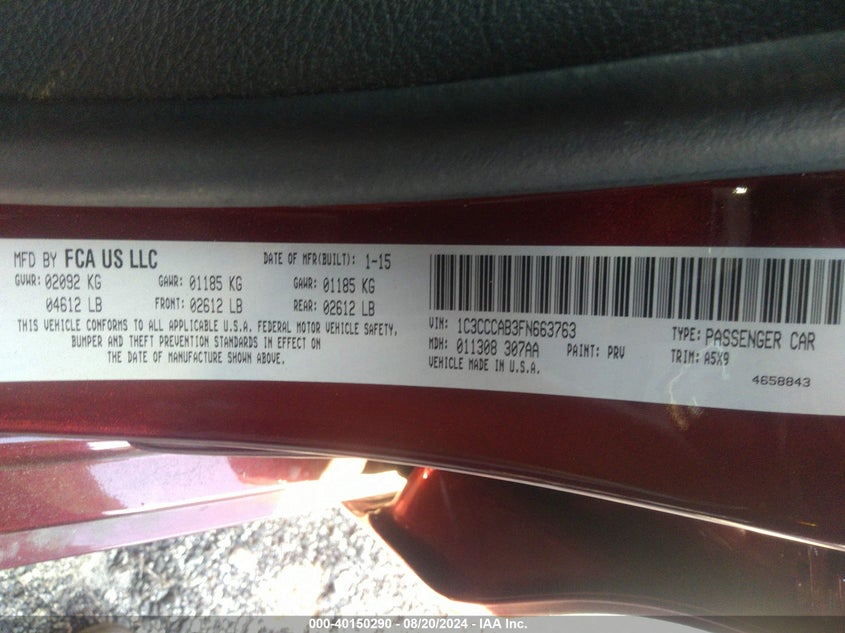 MFD BY FCA US LLC DATE OF MFR(BUILT): 1-15
GVWR: 02092 KG GAWR: 01185 KG GAWR: 01185 KG
04612 LB FRONT: 02612 LB REAR: 02612 LB
THIS VEHICLE CONFORMS TO ALL APPLICABLE U.S.A. FEDERAL MOTOR VEHICLE SAFETY,
BUMPER AND THEFT PREVENTION STANDARDS IN EFFECT ON
THE DATE OF MANUFACTURE SHOWN ABOVE.
VIN: 1C3CCCAB3FN663763 TYPE: PASSENGER CAR
MDH: 011308 307AA PAINT: PRV TRIM: A5X9
VEHICLE MADE IN U.S.A. 4658843
000-40150290 - 08/20/2024 - IAA Inc.